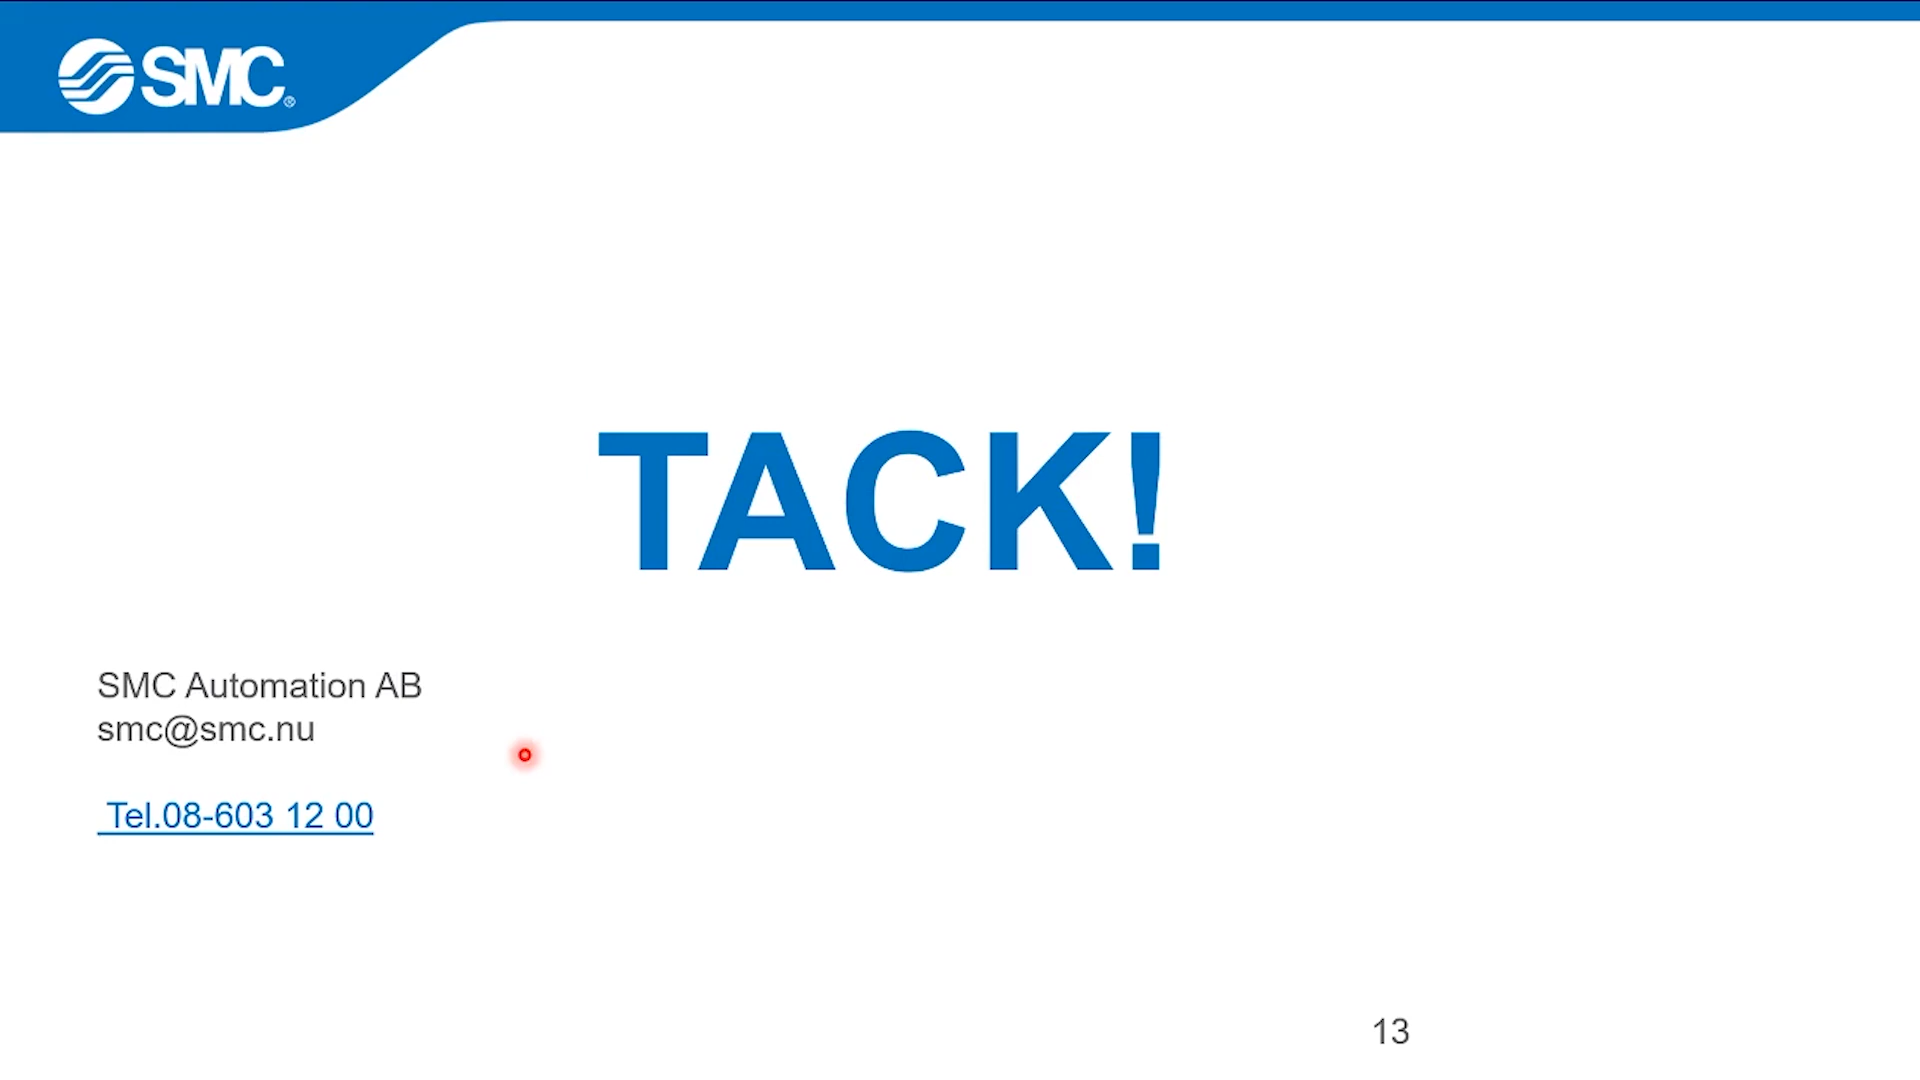 SMC®
TACK!
SMC Automation AB
smc@smc.nu
Tel.08-603 12 00
13